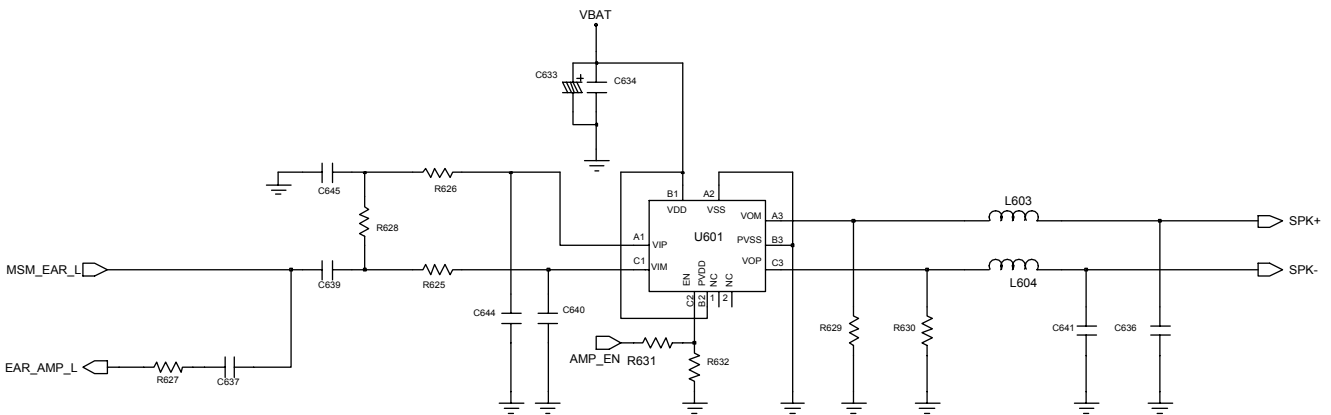 VBAT
C633
+
C634
C645
R626
R628
B1
A2
VDD
VSS
L603
VOM
A3
SPK+
U601
A1
VIP
PVSS
B3
MSM_EAR_L
C1
VIM
VOP
C3
SPK-
C639
R625
EN
PVDD
NC
NC
L604
C2
B2
1
2
C644
C640
R629
R630
C641
C636
AMP_EN
R631
R632
EAR_AMP_L
R627
C637